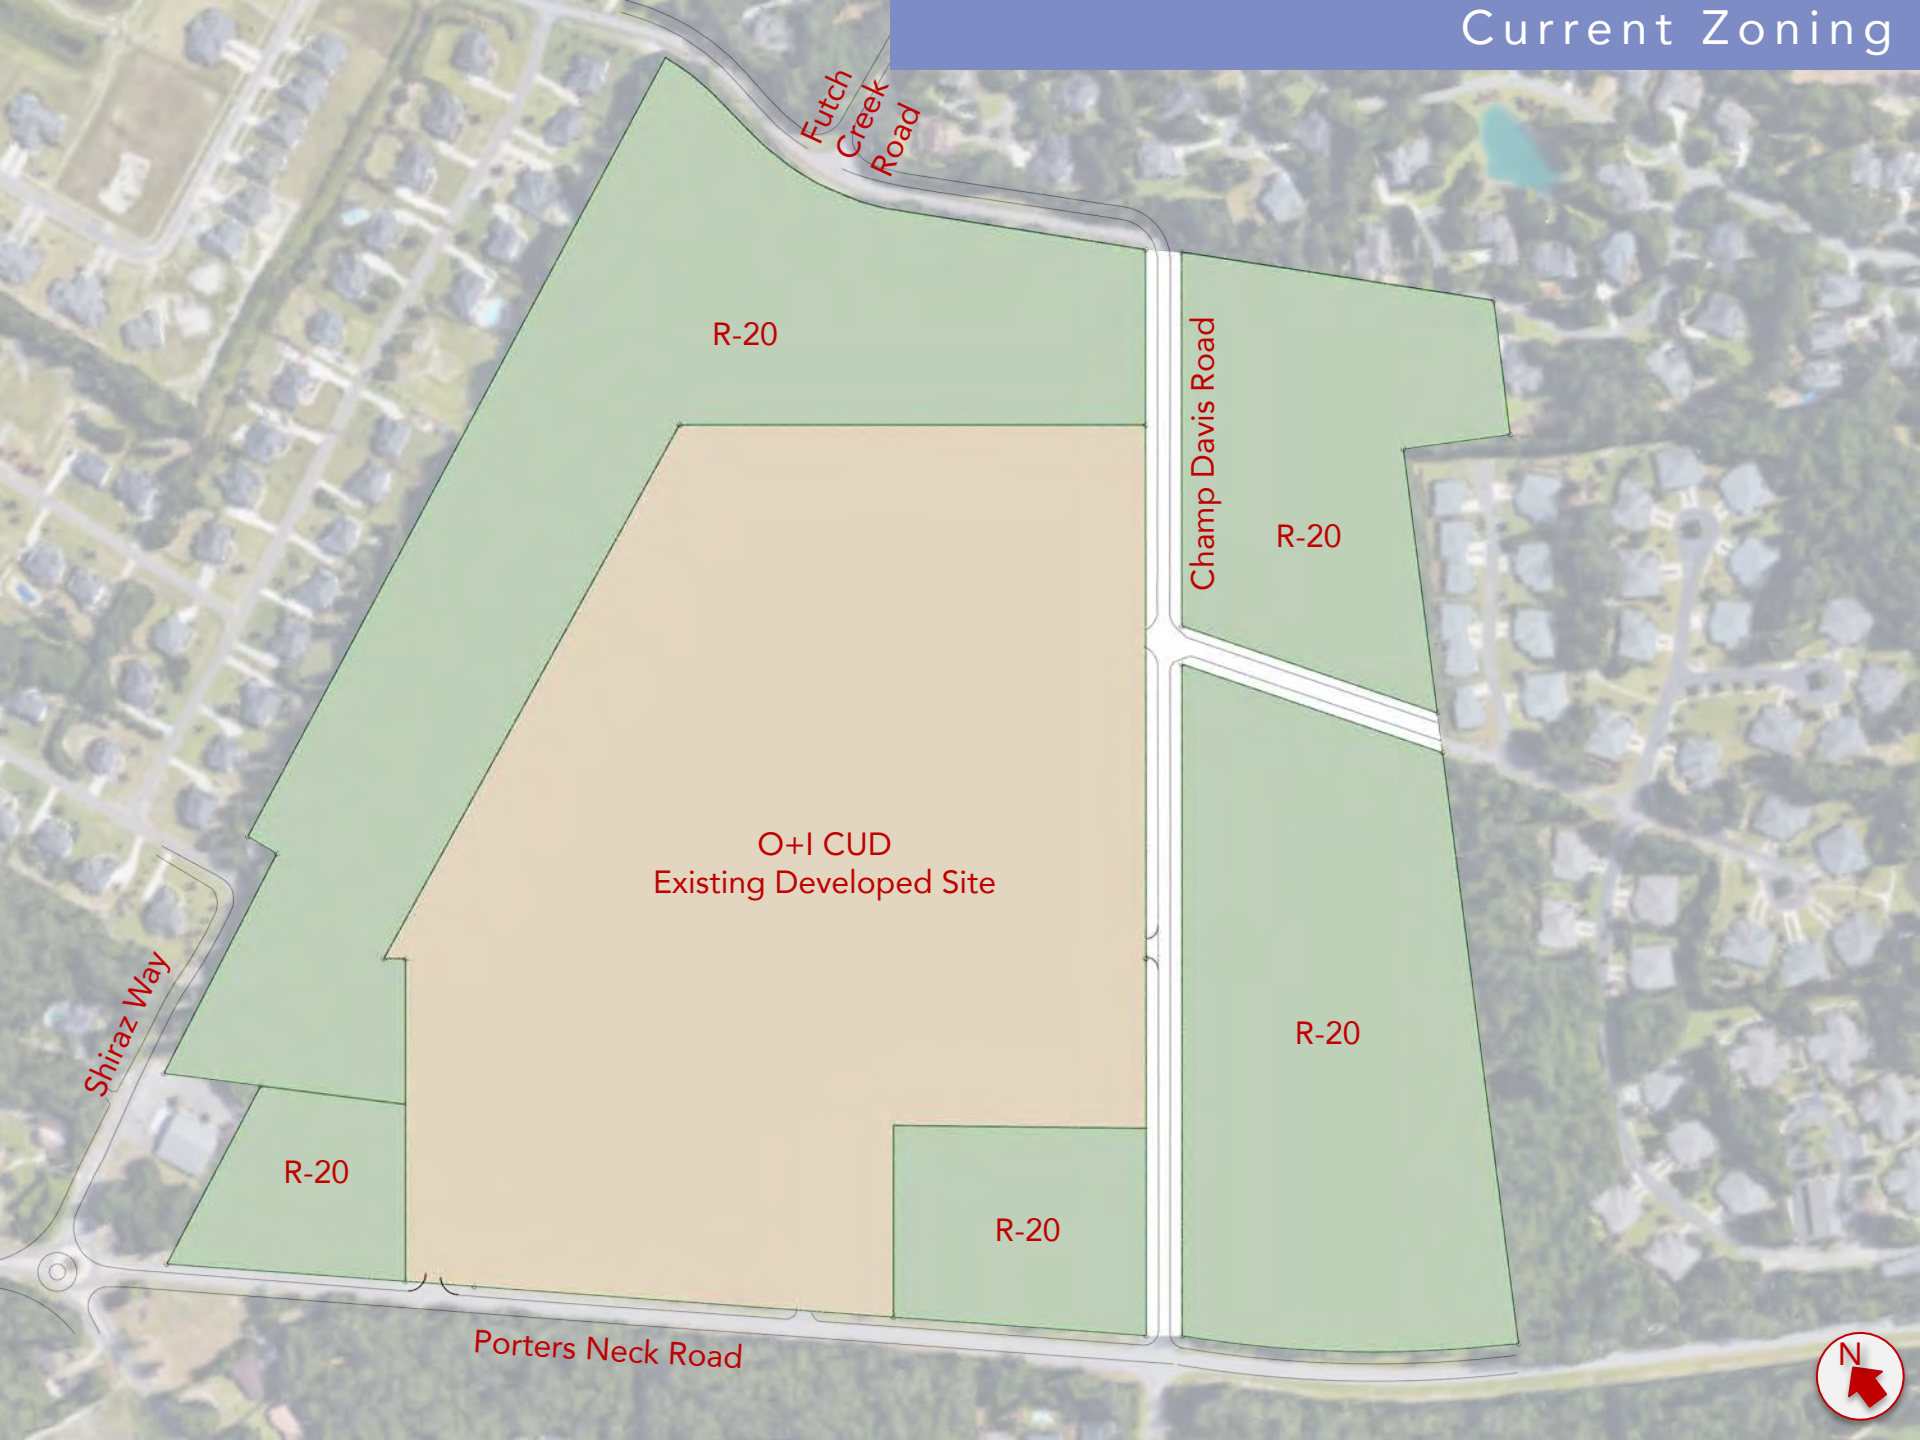 Current Zoning
Futch
Creek
Road
R-20
Champ Davis Road
R-20
O+I CUD
Existing Developed Site
Shiraz Way
R-20
R-20
R-20
Porters Neck Road
N